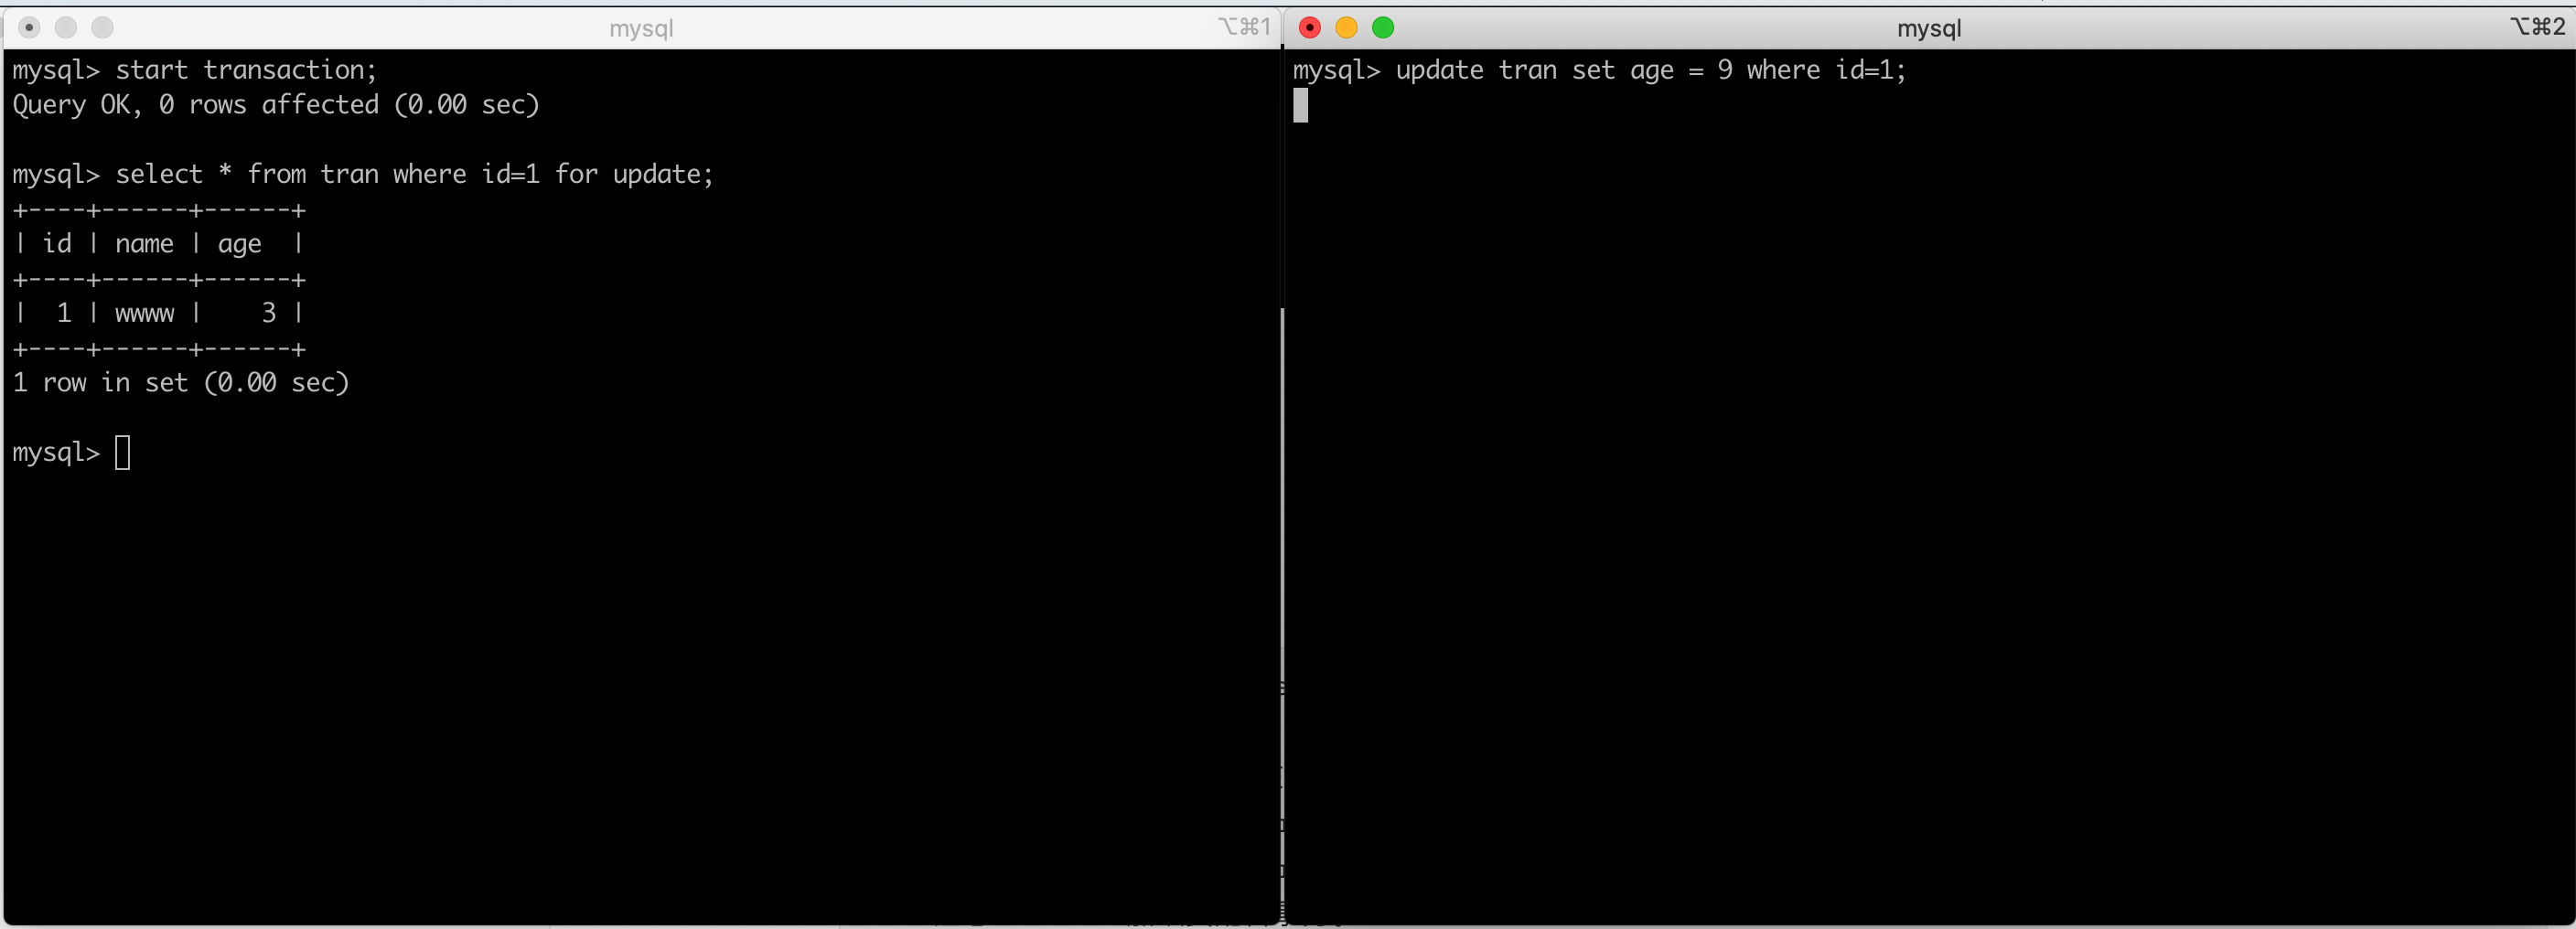 mysql
⌥⌘1
mysql> start transaction;
Query OK, 0 rows affected (0.00 sec)
mysql> select * from tran where id=1 for update;
+----+------+------+
| id | name | age  |
+----+------+------+
|  1 | wwww |    3 |
+----+------+------+
1 row in set (0.00 sec)
mysql>
mysql
⌥⌘2
mysql> update tran set age = 9 where id=1;